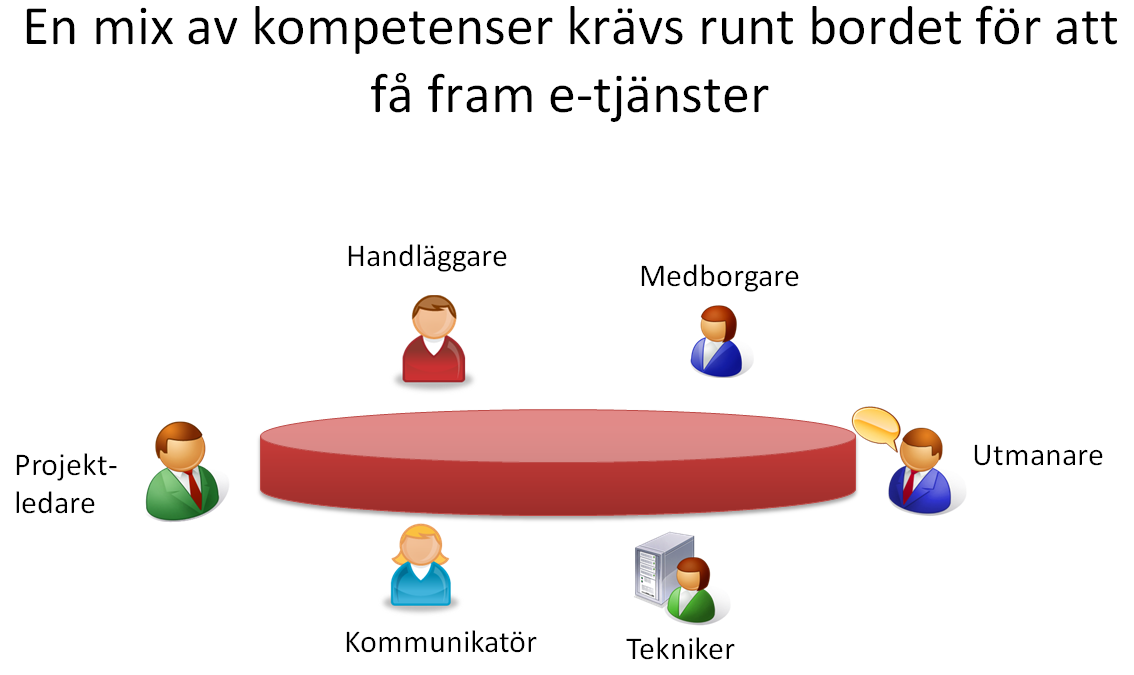 En mix av kompetenser krävs runt bordet för att
få fram e-tjänster
Handläggare
Medborgare
Projekt-
ledare
Utmanare
Kommunikatör
Tekniker